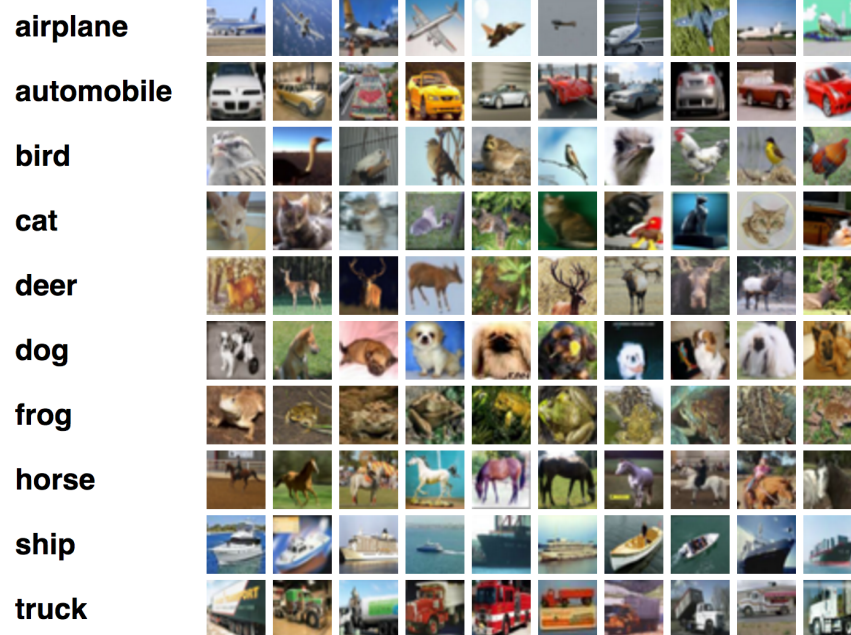 airplane
automobile
bird
cat
deer
dog
frog
horse
ship
truck